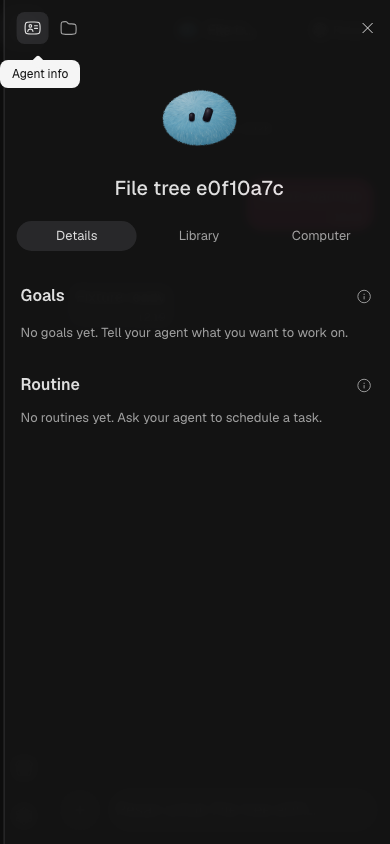 Agent info
File tree e0f10a7c
Details
Library
Computer
Goals
No goals yet. Tell your agent what you want to work on.
Routine
No routines yet. Ask your agent to schedule a task.